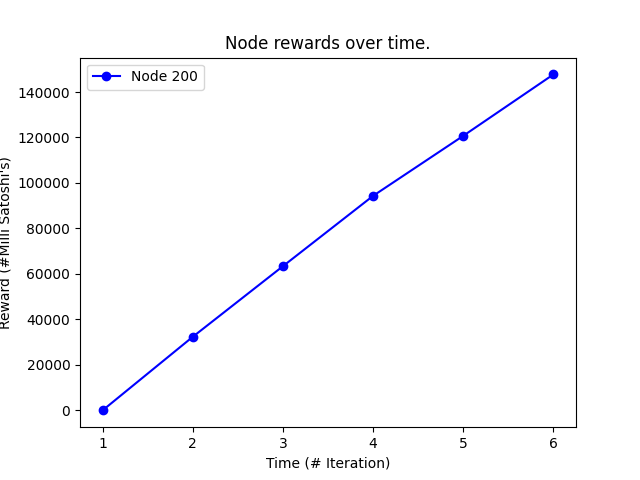 Node rewards over time.
Node 200
140000
120000
100000
80000
60000
40000
20000
0
Reward (#Milli Satoshi's)
1 2 3 4 5 6
Time (# Iteration)